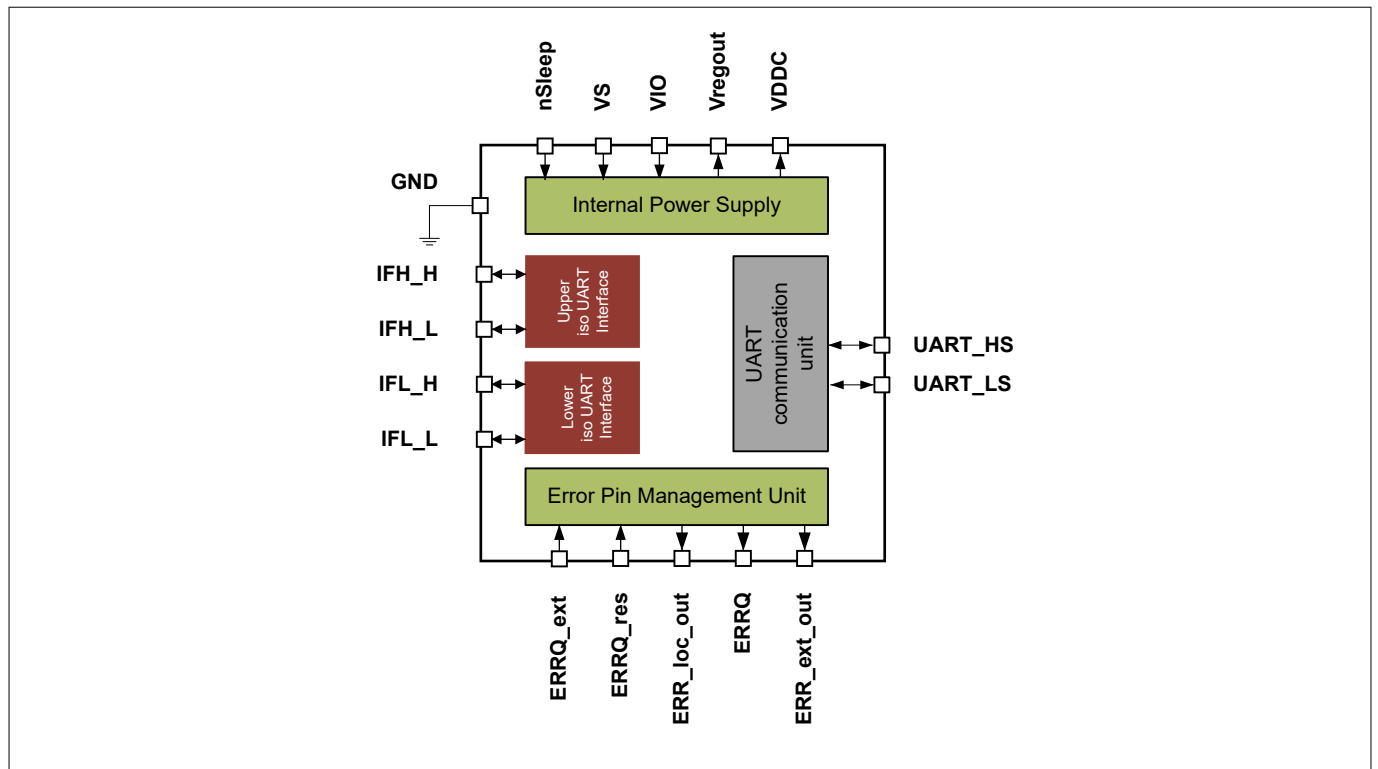 nSleep
VS
VIO
Vregout
VDDC
GND
Internal Power Supply
IFH_H
IFH_L
IFL_H
IFL_L
Upper
iso UART
Interface
Lower
iso UART
Interface
UART
communication
unit
UART_HS
UART_LS
Error Pin Management Unit
ERRQ_ext
ERRQ_res
ERR_loc_out
ERRQ
ERR_ext_out